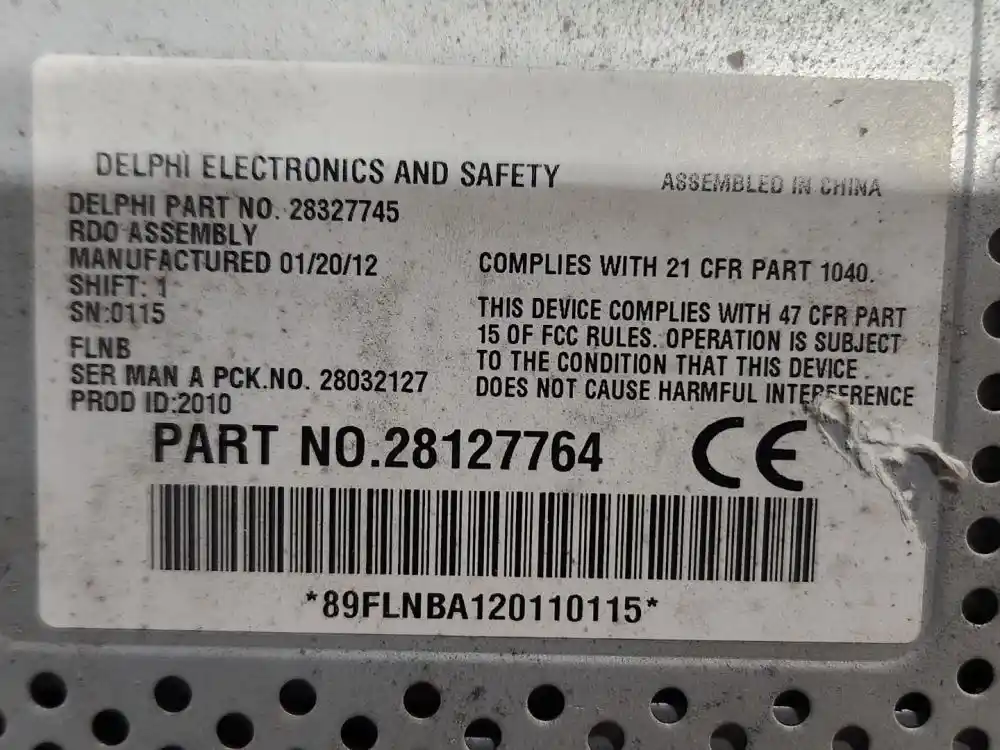 DELPHI ELECTRONICS AND SAFETY
ASSEMBLED IN CHINA
DELPHI PART NO. 28327745
RDO ASSEMBLY
MANUFACTURED 01/20/12
SHIFT: 1
SN:0115
FLNB
SER MAN A PCK.NO. 28032127
PROD ID:2010
COMPLIES WITH 21 CFR PART 1040.
THIS DEVICE COMPLIES WITH 47 CFR PART
15 OF FCC RULES. OPERATION IS SUBJECT
TO THE CONDITION THAT THIS DEVICE
DOES NOT CAUSE HARMFUL INTERFERENCE
PART NO.28127764
CE
*89FLNBA120110115*